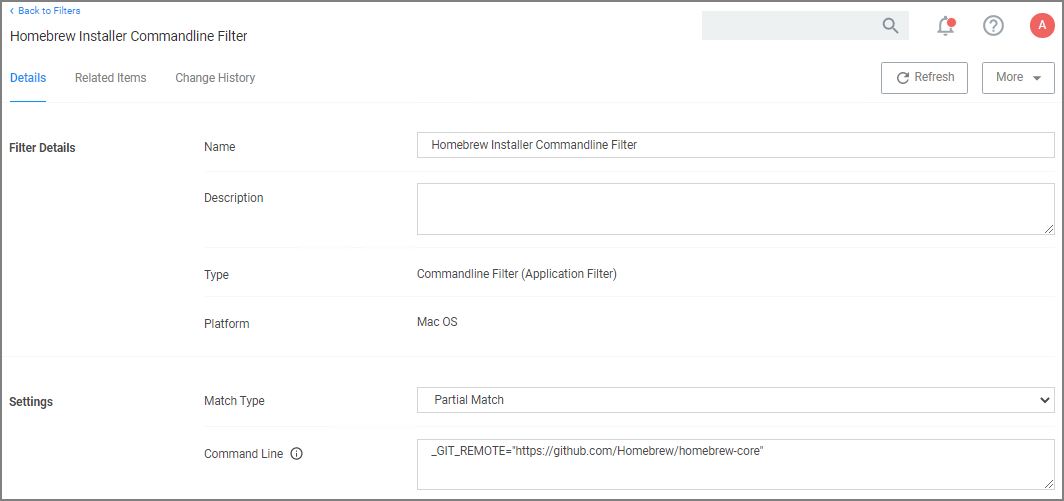 ‹ Back to Filters
Homebrew Installer Commandline Filter
A
Details Related Items Change History
Refresh More
Filter Details
Name Homebrew Installer Commandline Filter
Description
Type Commandline Filter (Application Filter)
Platform Mac OS
Settings
Match Type Partial Match
Command Line _GIT_REMOTE="https://github.com/Homebrew/homebrew-core"